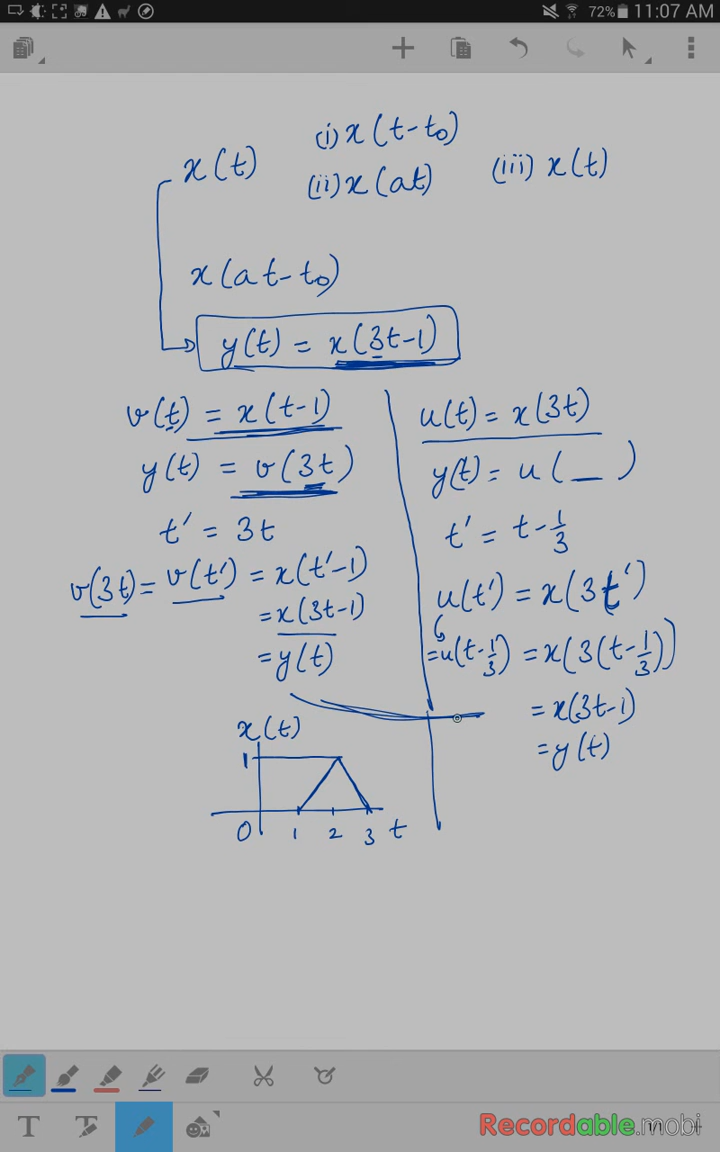 72% 11:07 AM
x(t)
(i) x(t-t₀)
(ii) x(at)
(iii) x(t)
x(at-t₀)
y(t) = x(3t-1)
v(t) = x(t-1)
y(t) = v(3t)
t' = 3t
v(3t) = v(t') = x(t'-1)
= x(3t-1)
= y(t)
u(t) = x(3t)
y(t) = u( _ )
t' = t-1/3
u(t') = x(3t')
= u(t-1/3) = x(3(t-1/3))
= x(3t-1)
= y(t)
x(t)
1
0 1 2 3 t
T T
Recordable.mobi